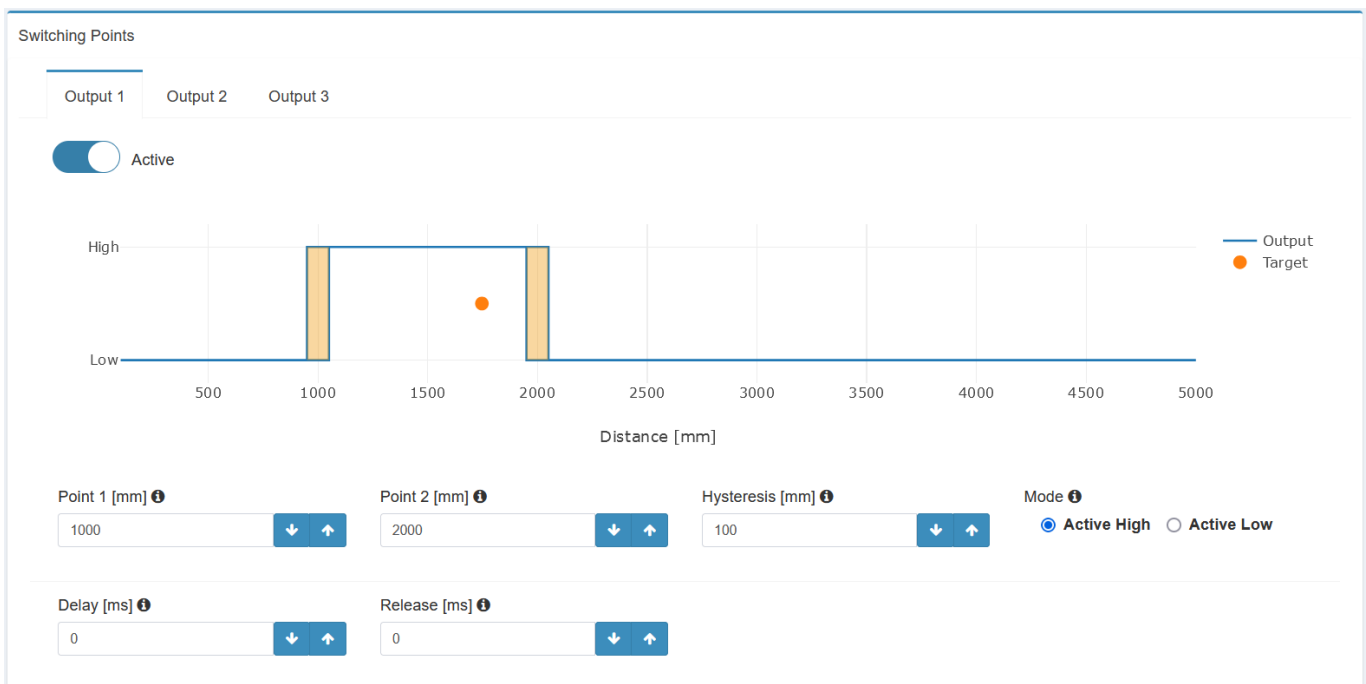 Switching Points
Output 1 Output 2 Output 3
Active
High
Low
Output
Target
500 1000 1500 2000 2500 3000 3500 4000 4500 5000
Distance [mm]
Point 1 [mm] Point 2 [mm] Hysteresis [mm] Mode
1000 2000 100 Active High Active Low
Delay [ms] Release [ms]
0 0